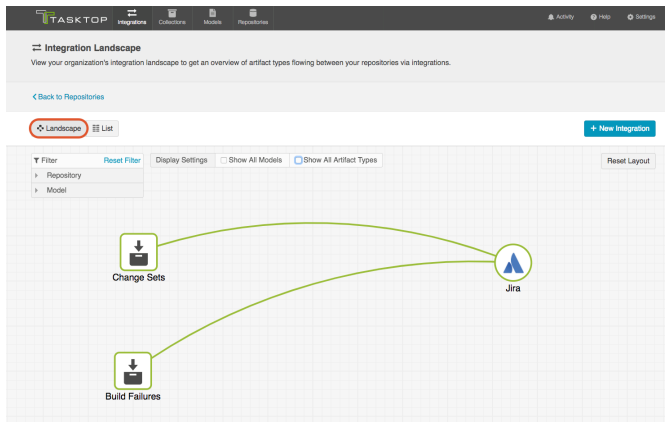 TASKTOP
Integrations
Collections
Models
Repositories
Activity
Help
Settings
Integration Landscape
View your organization's integration landscape to get an overview of artifact types flowing between your repositories via integrations.
Back to Repositories
Landscape
List
+ New Integration
Filter
Reset Filter
Display Settings
Show All Models
Show All Artifact Types
Reset Layout
Repository
Model
Change Sets
Jira
Build Failures